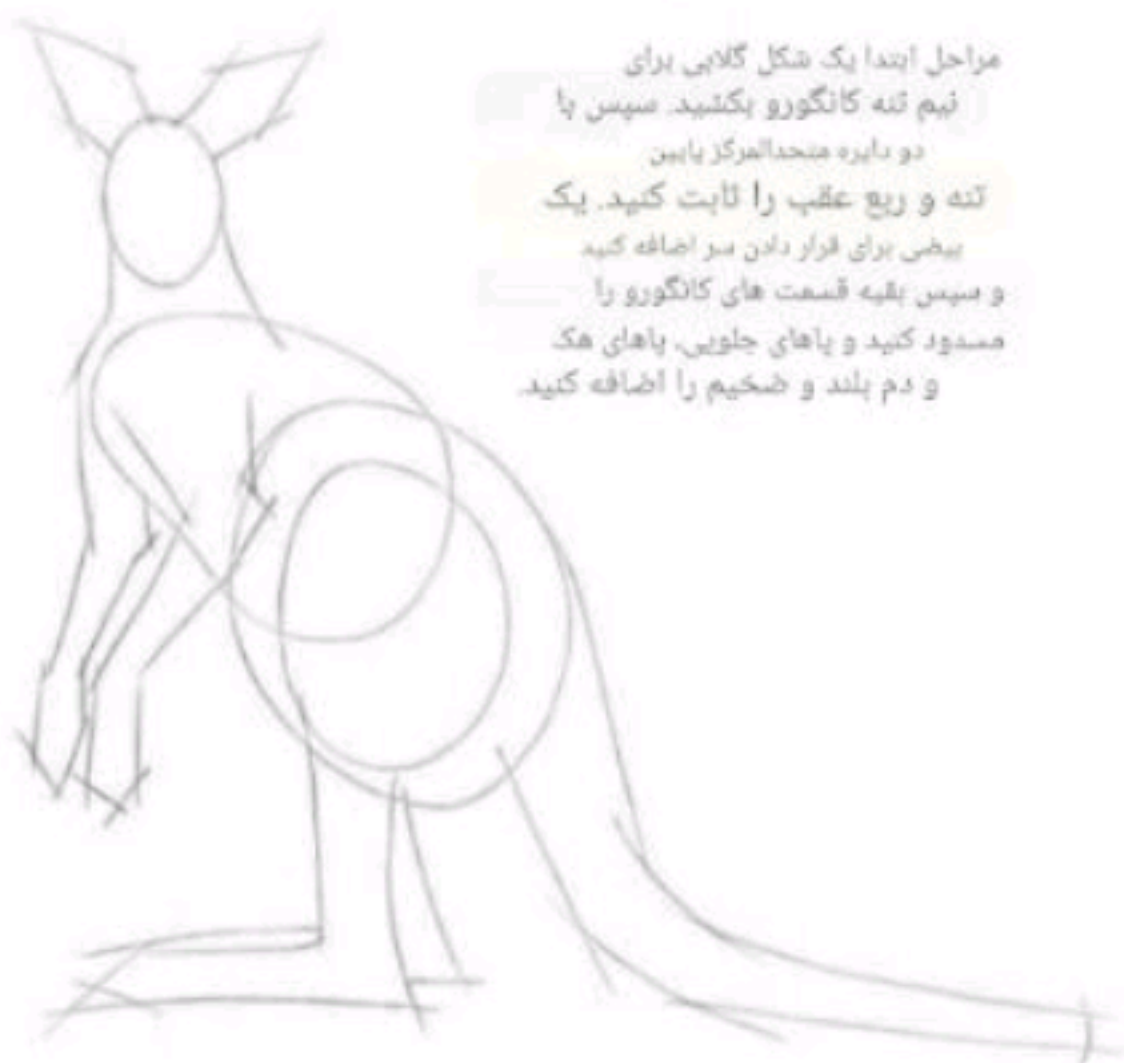 مراحل ابتدا یک شکل گلابی برای
نیم تنه کانگورو بکشید. سپس با
دو دایره متحدالمرکز پایین
تنه و ربع عقب را ثابت کنید. یک
بیضی برای قرار دادن سر اضافه کنید
و سپس بقیه قسمت های کانگورو را
مسدود کنید و پاهای جلویی، پاهای هک
و دم بلند و ضخیم را اضافه کنید.